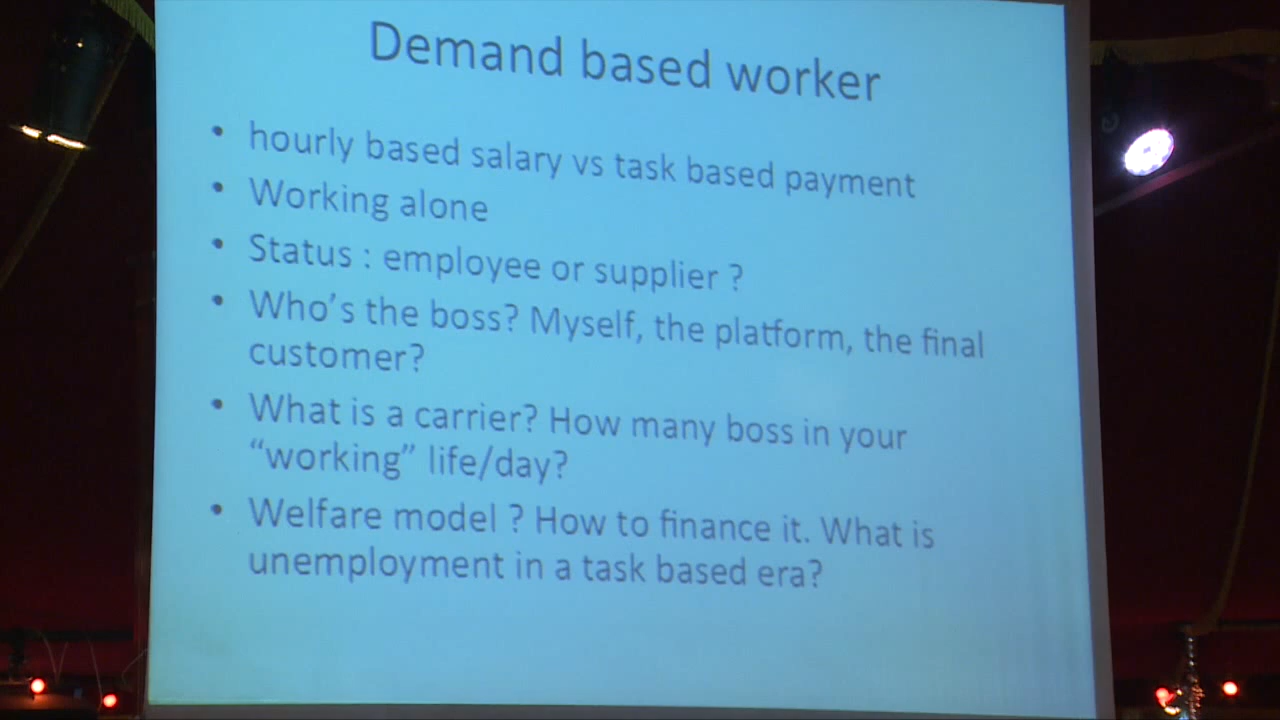 Demand based worker
• hourly based salary vs task based payment
• Working alone
• Status : employee or supplier ?
• Who's the boss? Myself, the platform, the final
customer?
• What is a carrier? How many boss in your
“working” life/day?
• Welfare model ? How to finance it. What is
unemployment in a task based era?